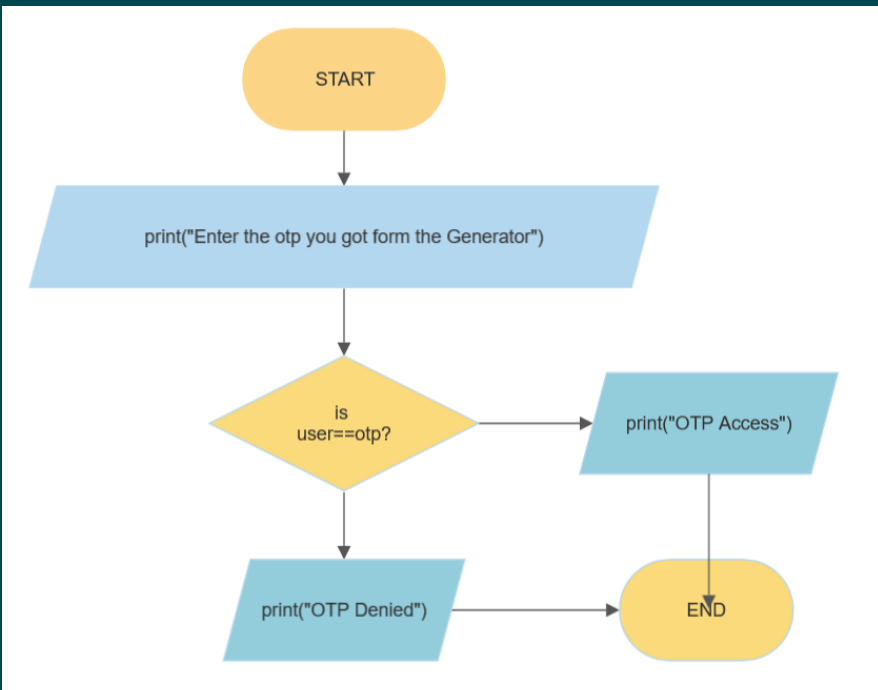 START
print("Enter the otp you got form the Generator")
is
user==otp?
print("OTP Access")
print("OTP Denied")
END